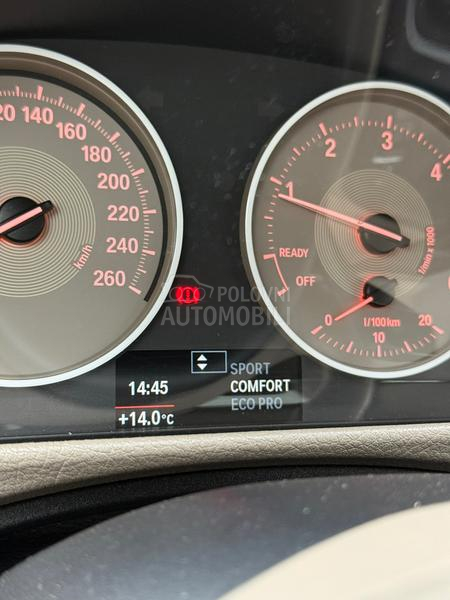 120 140 160 180 200 220 240 260
km/h
1 2 3 4
1/min x 1000
READY
OFF
0 10 20
l/100km
POLOVNI
AUTOMOBILI
SPORT
14:45 COMFORT
+14.0°C ECO PRO